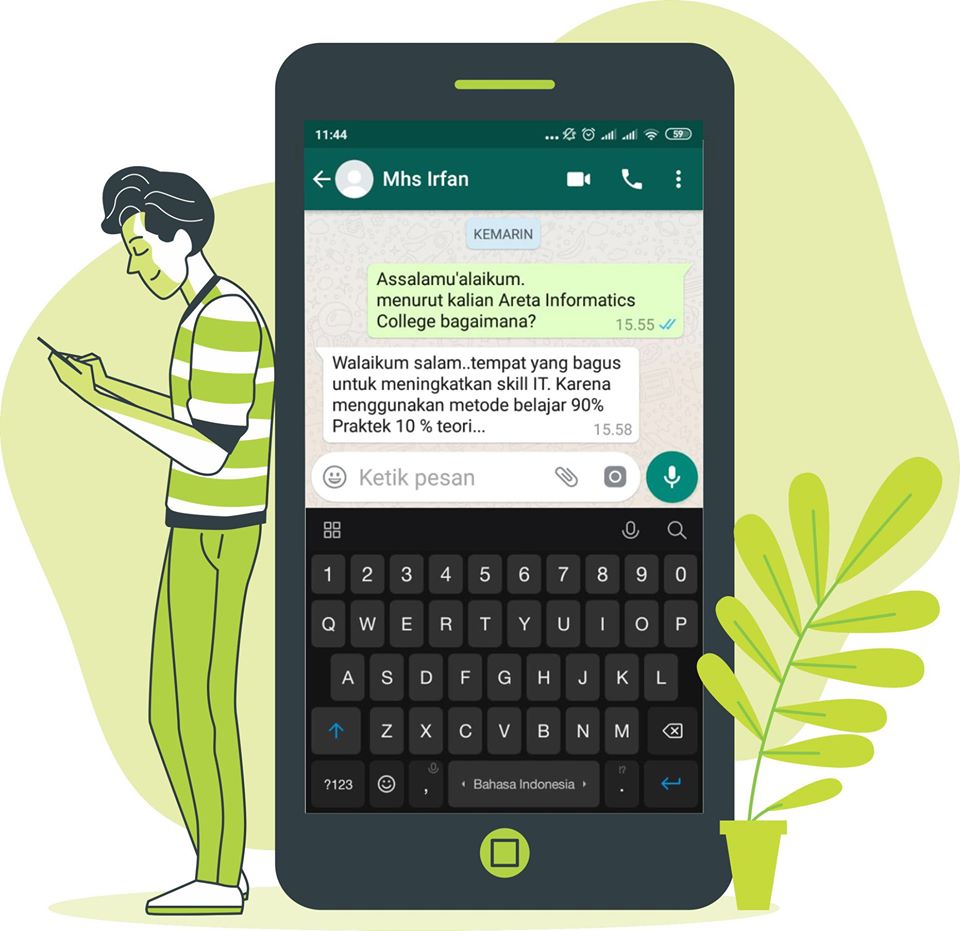 11:44
59
Mhs Irfan
KEMARIN
Assalamu'alaikum.
menurut kalian Areta Informatics
College bagaimana?
15.55
Walaikum salam..tempat yang bagus
untuk meningkatkan skill IT. Karena
menggunakan metode belajar 90%
Praktek 10 % teori...
15.58
Ketik pesan
1 2 3 4 5 6 7 8 9 0
Q W E R T Y U I O P
A S D F G H J K L
Z X C V B N M
!?
?123 , Bahasa Indonesia .